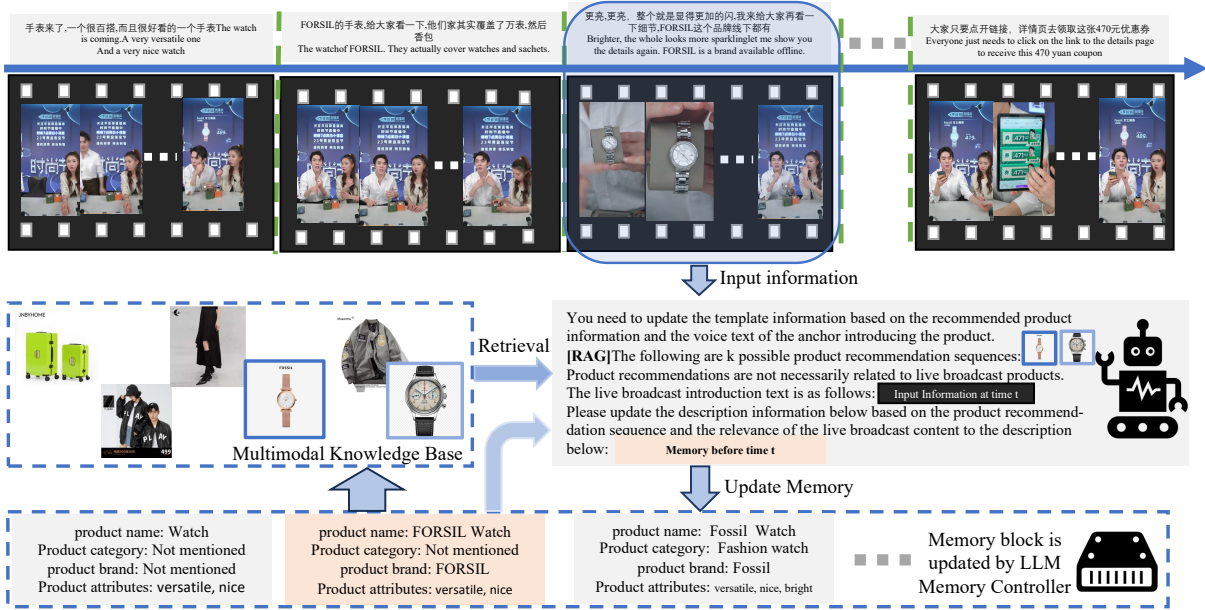 手表来了,一个很百搭,而且很好看的一个手表The watch
is coming.A very versatile one
And a very nice watch
FORSIL的手表,给大家看一下,他们家其实覆盖了万表,然后
香包
The watchof FORSIL. They actually cover watches and sachets.
更亮,更亮，整个就是显得更加的闪,我来给大家再看一
下细节,FORSIL这个品牌线下都有
Brighter, the whole looks more sparklinglet me show you
the details again. FORSIL is a brand available offline.
大家只要点开链接，详情页去领取这张470元优惠券
Everyone just needs to click on the link to the details page
to receive this 470 yuan coupon
Input information
JNBYHOME
FOSSIL
PLAY
499
Multimodal Knowledge Base
Retrieval
You need to update the template information based on the recommended product
information and the voice text of the anchor introducing the product.
[RAG]The following are k possible product recommendation sequences:
Product recommendations are not necessarily related to live broadcast products.
The live broadcast introduction text is as follows: Input Information at time t
Please update the description information below based on the product recommen-
dation sequence and the relevance of the live broadcast content to the description
below: Memory before time t
Update Memory
product name: Watch
Product category: Not mentioned
product brand: Not mentioned
Product attributes: versatile, nice
product name: FORSIL Watch
Product category: Not mentioned
product brand: FORSIL
Product attributes: versatile, nice
product name: Fossil Watch
Product category: Fashion watch
product brand: Fossil
Product attributes: versatile, nice, bright
Memory block is
updated by LLM
Memory Controller